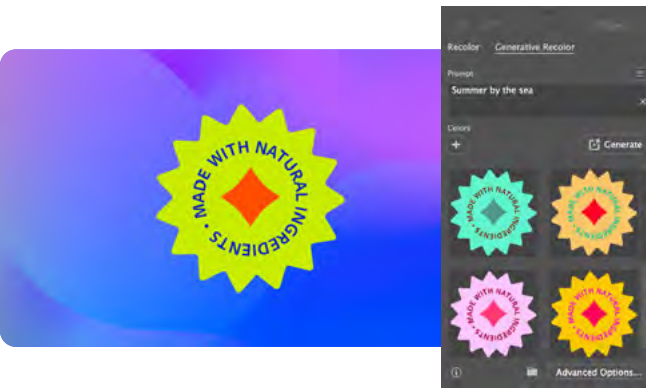 MADE WITH NATURAL INGREDIENTS •
Recolor Generative Recolor
Prompt
Summer by the sea
Colors
Generate
MADE WITH NATURAL INGREDIENTS •
MADE WITH NATURAL INGREDIENTS •
MADE WITH NATURAL INGREDIENTS •
MADE WITH NATURAL INGREDIENTS •
Advanced Options...